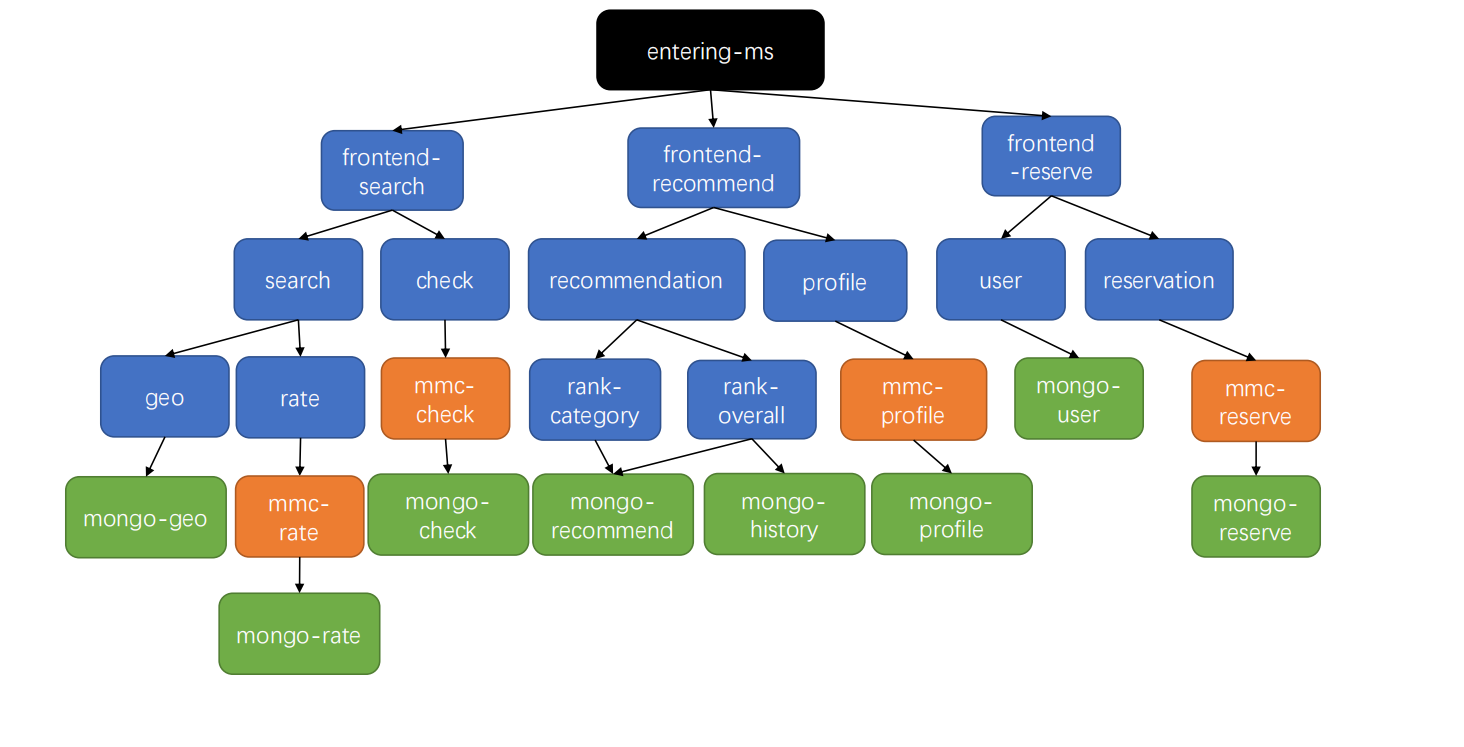 entering-ms
frontend-
search
frontend-
recommend
frontend
-reserve
search
check
recommendation
profile
user
reservation
geo
rate
mmc-
check
rank-
category
rank-
overall
mmc-
profile
mongo-
user
mmc-
reserve
mongo-geo
mmc-
rate
mongo-
check
mongo-
recommend
mongo-
history
mongo-
profile
mongo-
reserve
mongo-rate